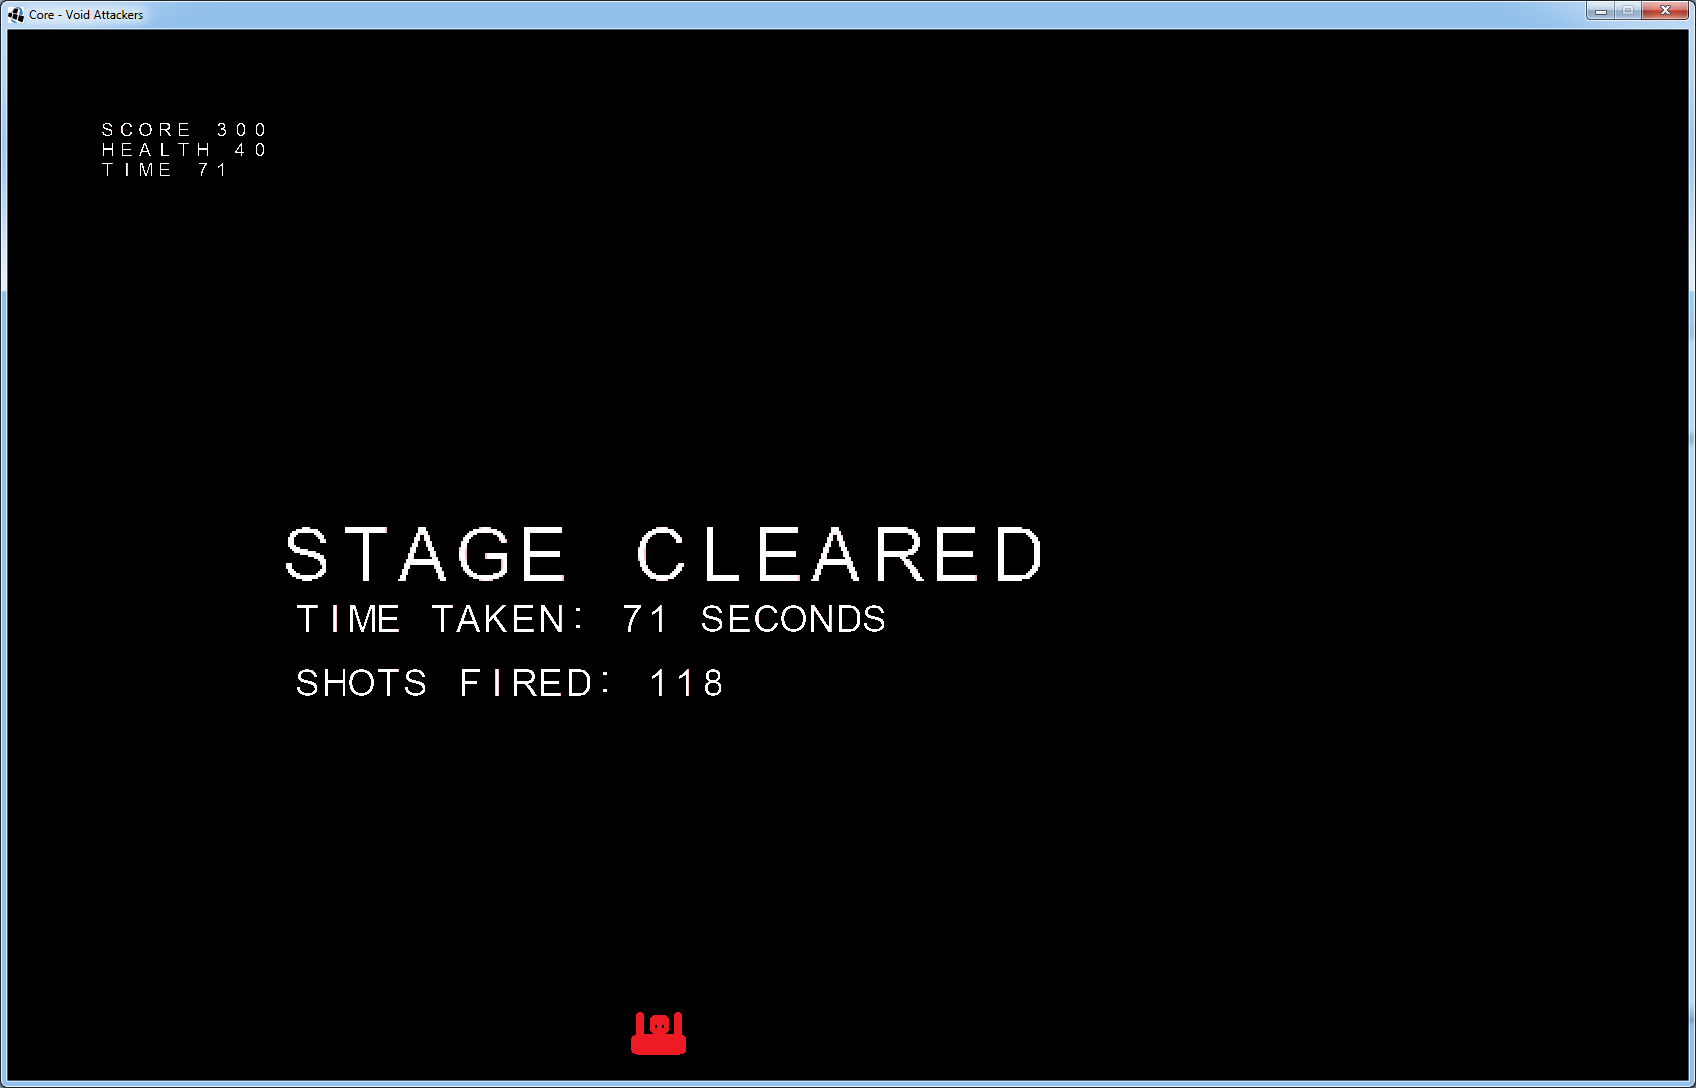 Core - Void Attackers
SCORE 300
HEALTH 40
TIME 71
STAGE CLEARED
TIME TAKEN: 71 SECONDS
SHOTS FIRED: 118